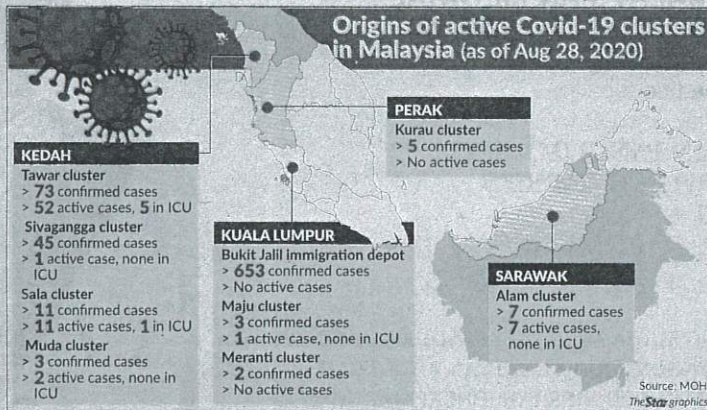 Origins of active Covid-19 clusters
in Malaysia (as of Aug 28, 2020)
KEDAH
Tawar cluster
> 73 confirmed cases
> 52 active cases, 5 in ICU
Sivagangga cluster
> 45 confirmed cases
> 1 active case, none in
ICU
Sala cluster
> 11 confirmed cases
> 11 active cases, 1 in ICU
Muda cluster
> 3 confirmed cases
> 2 active cases, none in
ICU
KUALA LUMPUR
Bukit Jalil immigration depot
> 653 confirmed cases
> No active cases
Maju cluster
> 3 confirmed cases
> 1 active case, none in ICU
Meranti cluster
> 2 confirmed cases
> No active cases
PERAK
Kurau cluster
> 5 confirmed cases
> No active cases
SARAWAK
Alam cluster
> 7 confirmed cases
> 7 active cases,
none in ICU
Source: MOH
The Star graphics